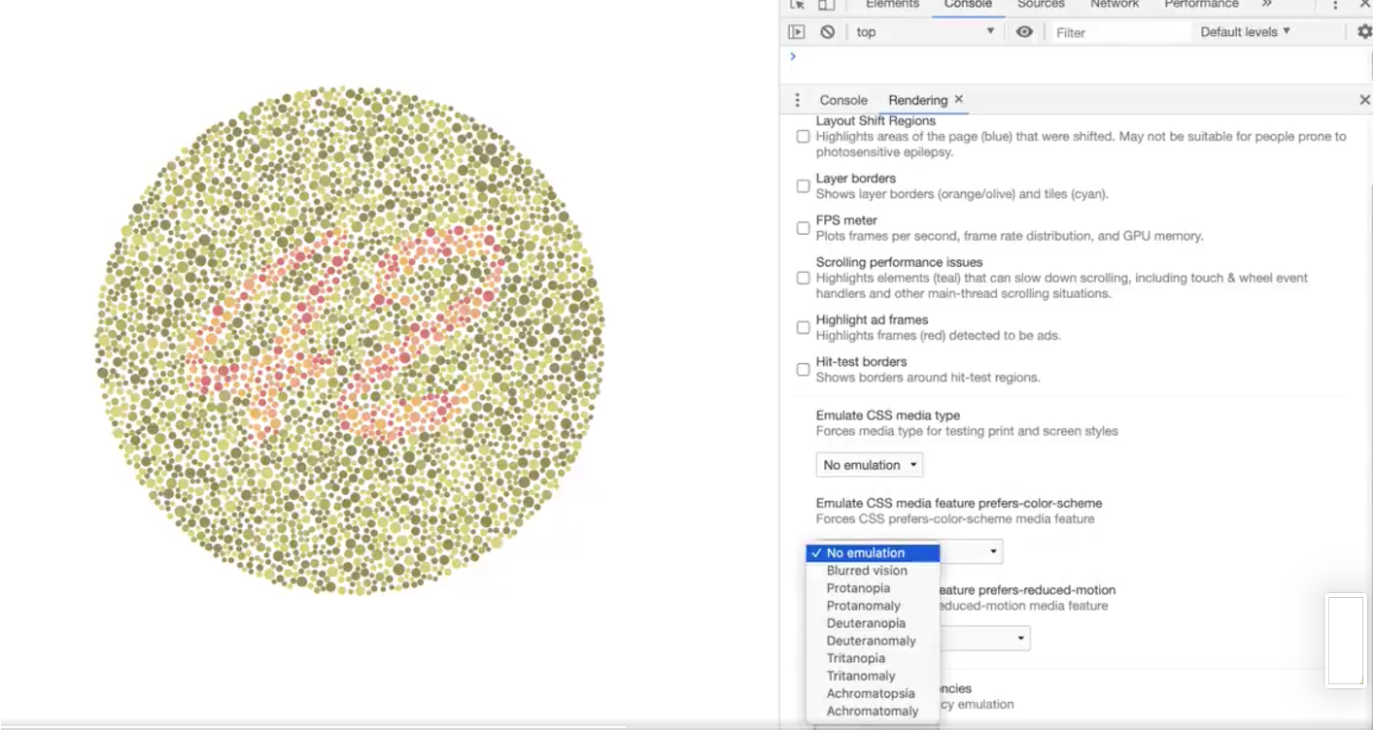 42
Elements Console Sources Network Performance »
top Filter Default levels
Console Rendering
Layout Shift Regions
Highlights areas of the page (blue) that were shifted. May not be suitable for people prone to
photosensitive epilepsy.
Layer borders
Shows layer borders (orange/olive) and tiles (cyan).
FPS meter
Plots frames per second, frame rate distribution, and GPU memory.
Scrolling performance issues
Highlights elements (teal) that can slow down scrolling, including touch & wheel event
handlers and other main-thread scrolling situations.
Highlight ad frames
Highlights frames (red) detected to be ads.
Hit-test borders
Shows borders around hit-test regions.
Emulate CSS media type
Forces media type for testing print and screen styles
No emulation
Emulate CSS media feature prefers-color-scheme
Forces CSS prefers-color-scheme media feature
No emulation
Blurred vision
Protanopia
eature prefers-reduced-motion
Protanomaly
educed-motion media feature
Deuteranopia
Deuteranomaly
Tritanopia
Tritanomaly
Achromatopsia
ncies
Achromatomaly
cy emulation